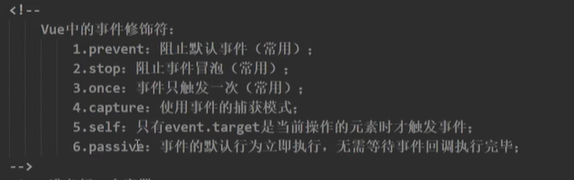 <!--
Vue中的事件修饰符：
1.prevent：阻止默认事件（常用）；
2.stop：阻止事件冒泡（常用）；
3.once：事件只触发一次（常用）；
4.capture：使用事件的捕获模式；
5.self：只有event.target是当前操作的元素时才触发事件；
6.passive：事件的默认行为立即执行，无需等待事件回调执行完毕；
-->